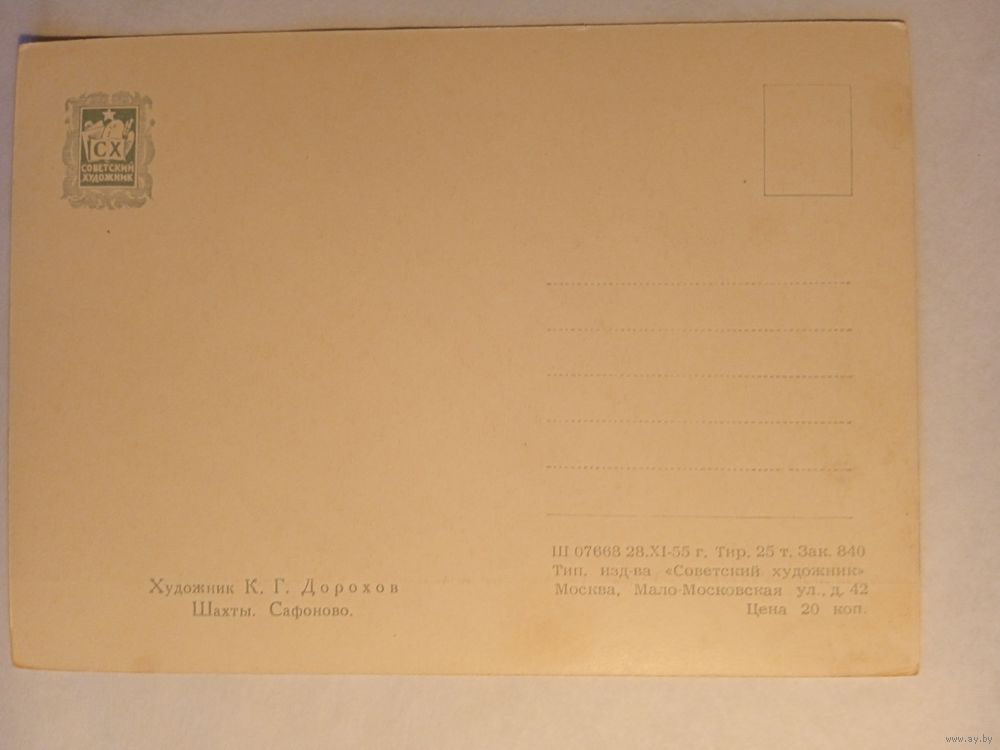 СХ
СОВЕТСКИЙ
ХУДОЖНИК
Художник К. Г. Дорохов
Шахты. Сафоново.
Ш 07668 28.XI-55 г. Тир. 25 т. Зак. 840
Тип. изд-ва «Советский художник»
Москва, Мало-Московская ул., д. 42
Цена 20 коп.
www.ay.by